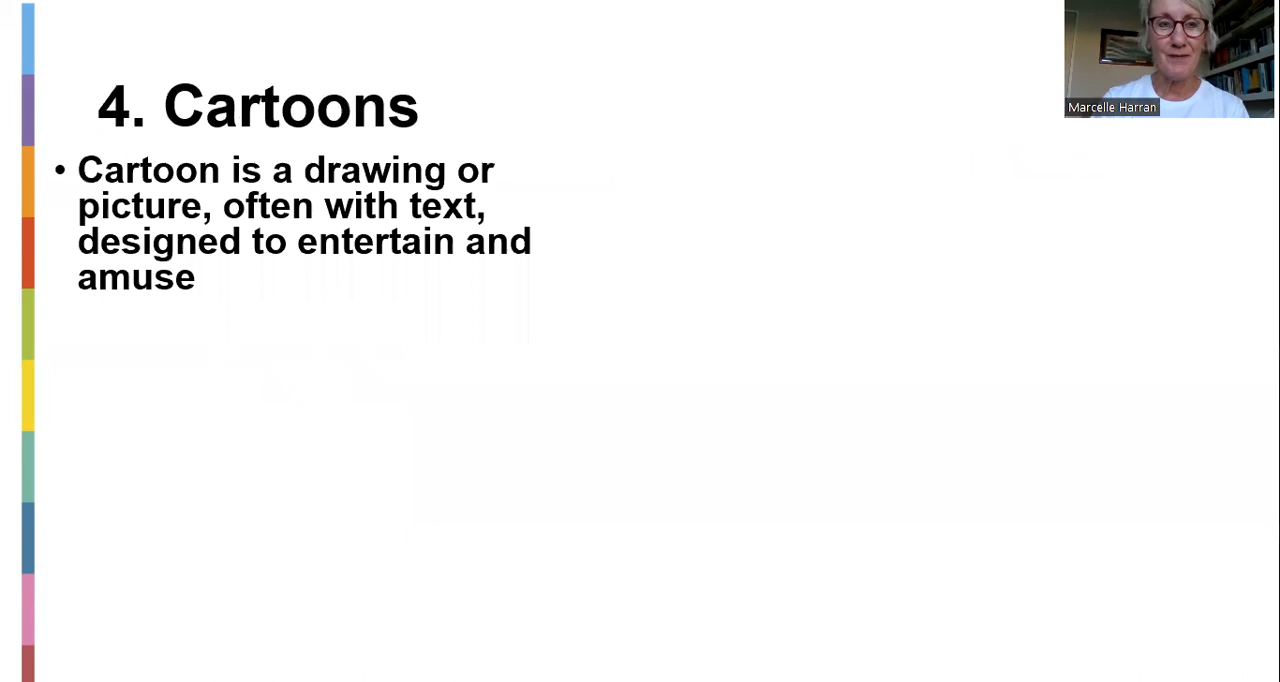 4. Cartoons
• Cartoon is a drawing or
picture, often with text,
designed to entertain and
amuse
Marcelle Harran